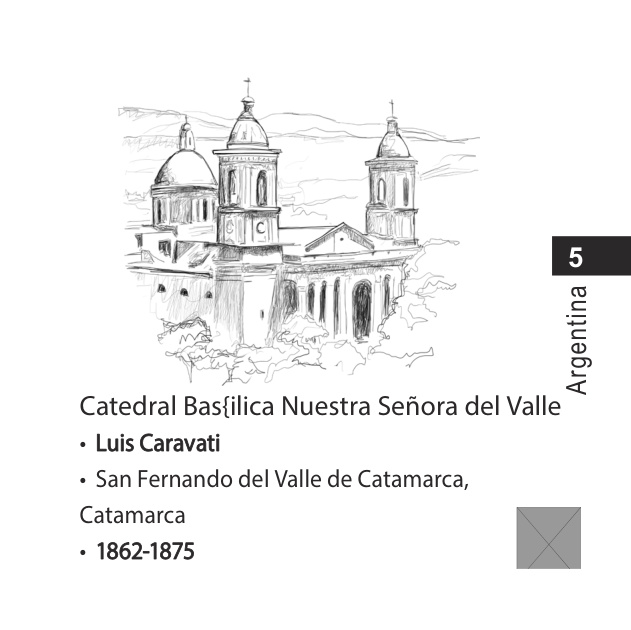 5
Argentina
Catedral Bas{ilica Nuestra Señora del Valle
• Luis Caravati
• San Fernando del Valle de Catamarca,
Catamarca
• 1862-1875